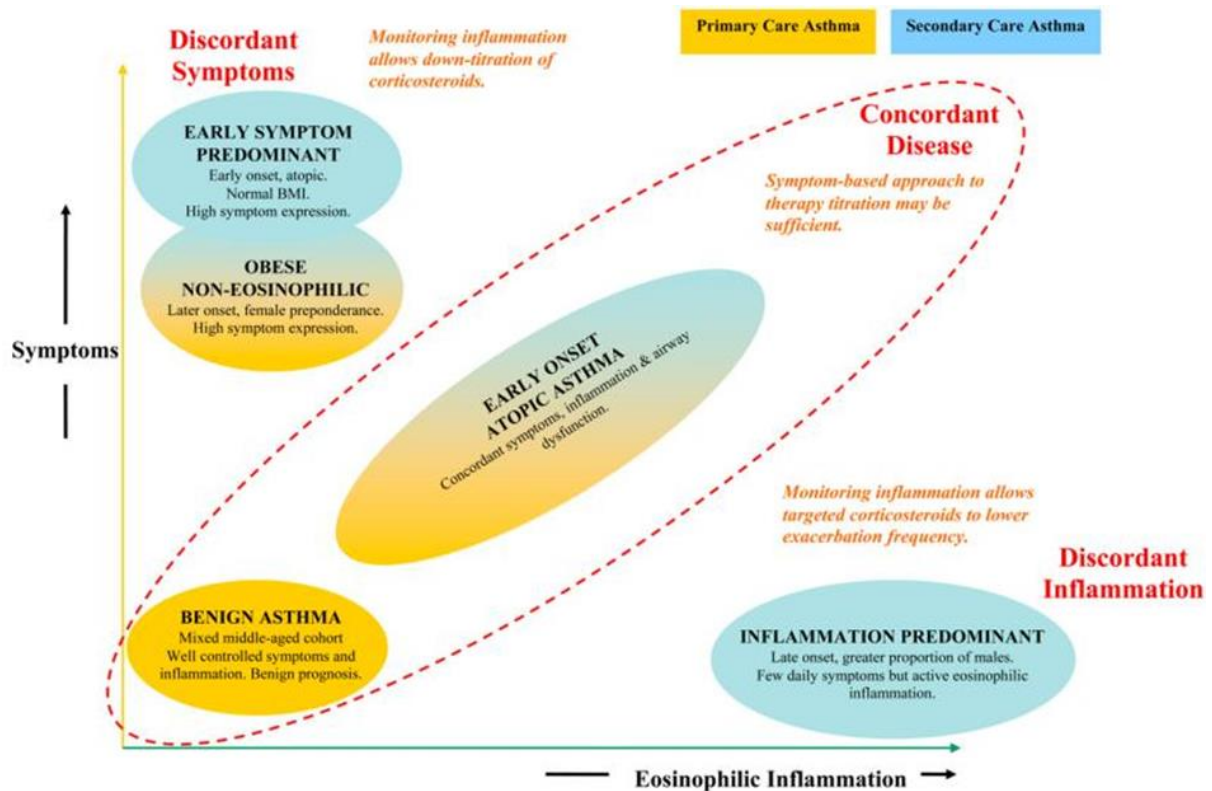 Discordant
Symptoms
Monitoring inflammation
allows down-titration of
corticosteroids.
Primary Care Asthma
Secondary Care Asthma
EARLY SYMPTOM
PREDOMINANT
Early onset, atopic.
Normal BMI.
High symptom expression.
Concordant
Disease
Symptom-based approach to
therapy titration may be
sufficient.
OBESE
NON-EOSINOPHILIC
Later onset, female preponderance.
High symptom expression.
Symptoms
EARLY ONSET
ATOPIC ASTHMA
Concordant symptoms, inflammation & airway
dysfunction.
Monitoring inflammation allows
targeted corticosteroids to lower
exacerbation frequency.
Discordant
Inflammation
BENIGN ASTHMA
Mixed middle-aged cohort
Well controlled symptoms and
inflammation. Benign prognosis.
INFLAMMATION PREDOMINANT
Late onset, greater proportion of males.
Few daily symptoms but active eosinophilic
inflammation.
Eosinophilic Inflammation